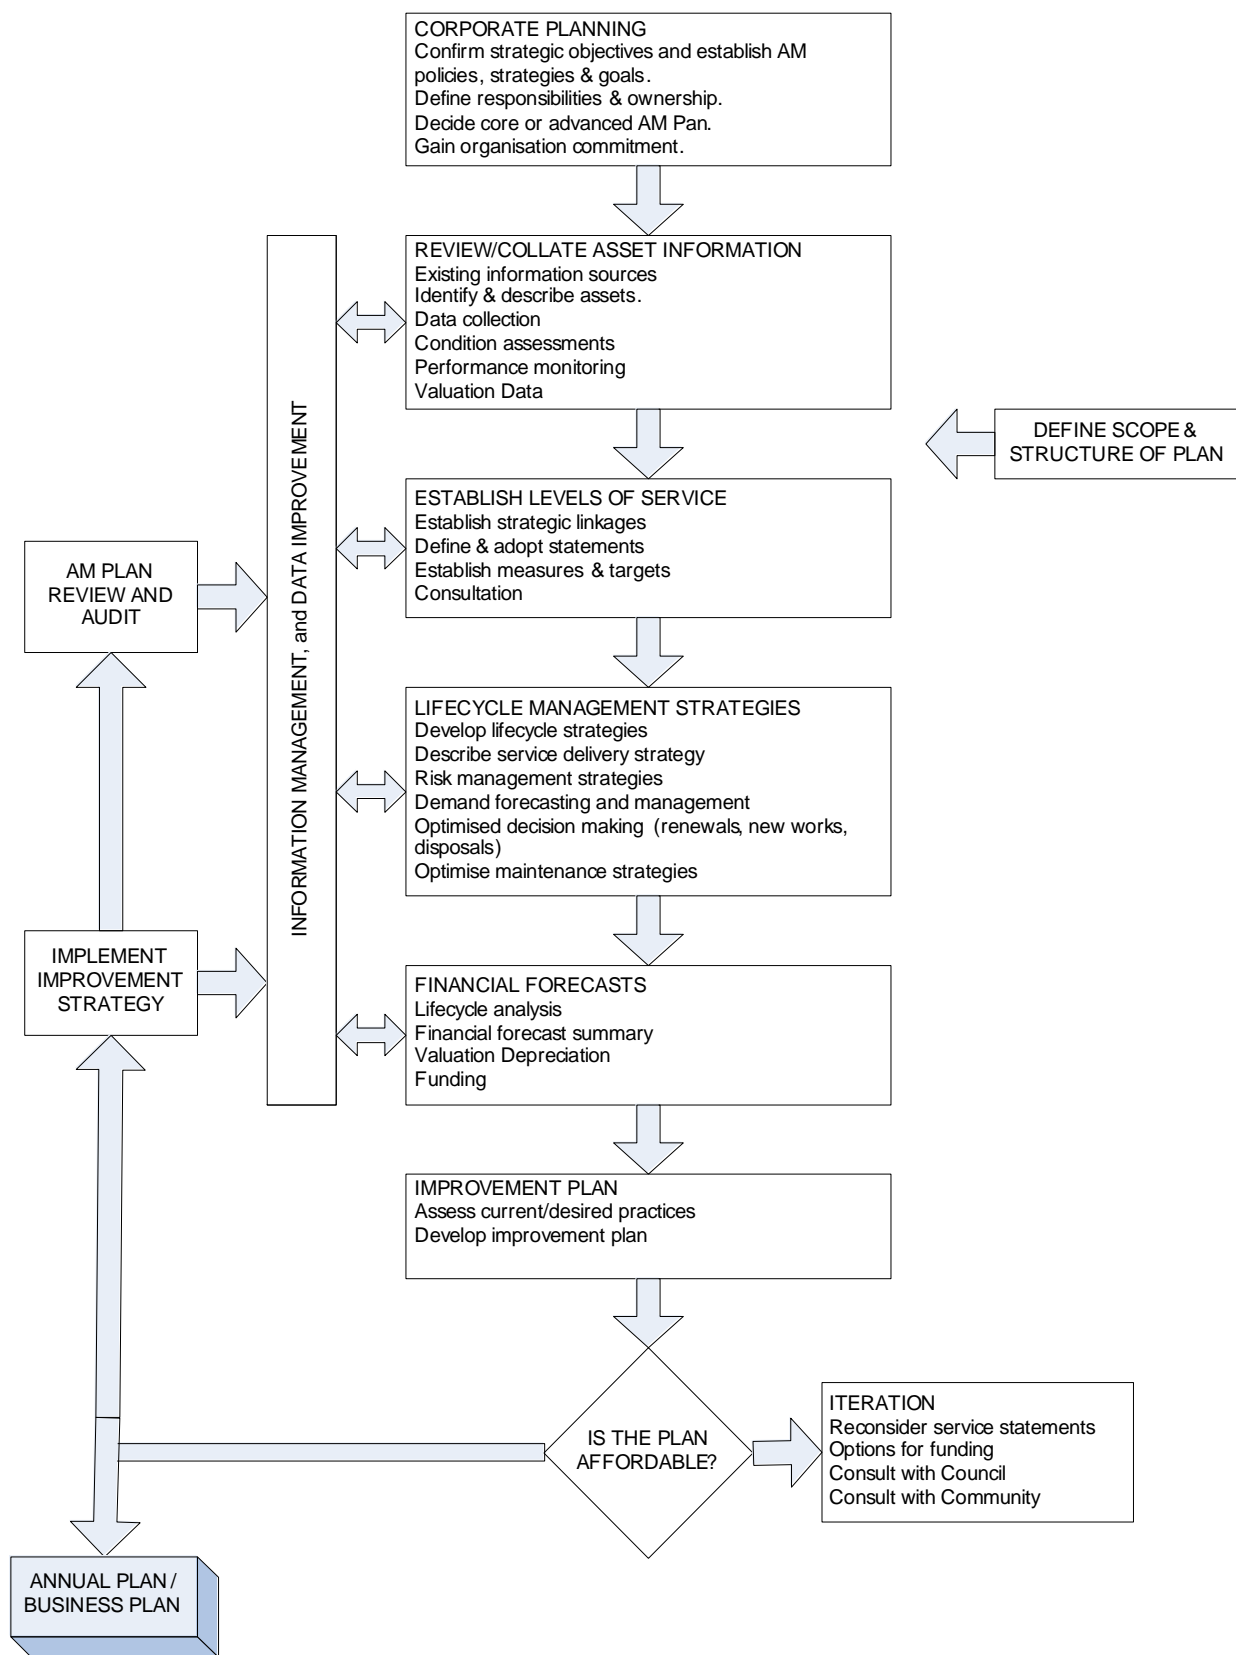 CORPORATE PLANNING
Confirm strategic objectives and establish AM
policies, strategies & goals.
Define responsibilities & ownership.
Decide core or advanced AM Pan.
Gain organisation commitment.
REVIEW/COLLATE ASSET INFORMATION
Existing information sources
Identify & describe assets.
Data collection
Condition assessments
Performance monitoring
Valuation Data
DEFINE SCOPE &
STRUCTURE OF PLAN
INFORMATION MANAGEMENT, and DATA IMPROVEMENT
ESTABLISH LEVELS OF SERVICE
Establish strategic linkages
Define & adopt statements
Establish measures & targets
Consultation
AM PLAN
REVIEW AND
AUDIT
LIFECYCLE MANAGEMENT STRATEGIES
Develop lifecycle strategies
Describe service delivery strategy
Risk management strategies
Demand forecasting and management
Optimised decision making (renewals, new works,
disposals)
Optimise maintenance strategies
IMPLEMENT
IMPROVEMENT
STRATEGY
FINANCIAL FORECASTS
Lifecycle analysis
Financial forecast summary
Valuation Depreciation
Funding
IMPROVEMENT PLAN
Assess current/desired practices
Develop improvement plan
IS THE PLAN
AFFORDABLE?
ITERATION
Reconsider service statements
Options for funding
Consult with Council
Consult with Community
ANNUAL PLAN /
BUSINESS PLAN